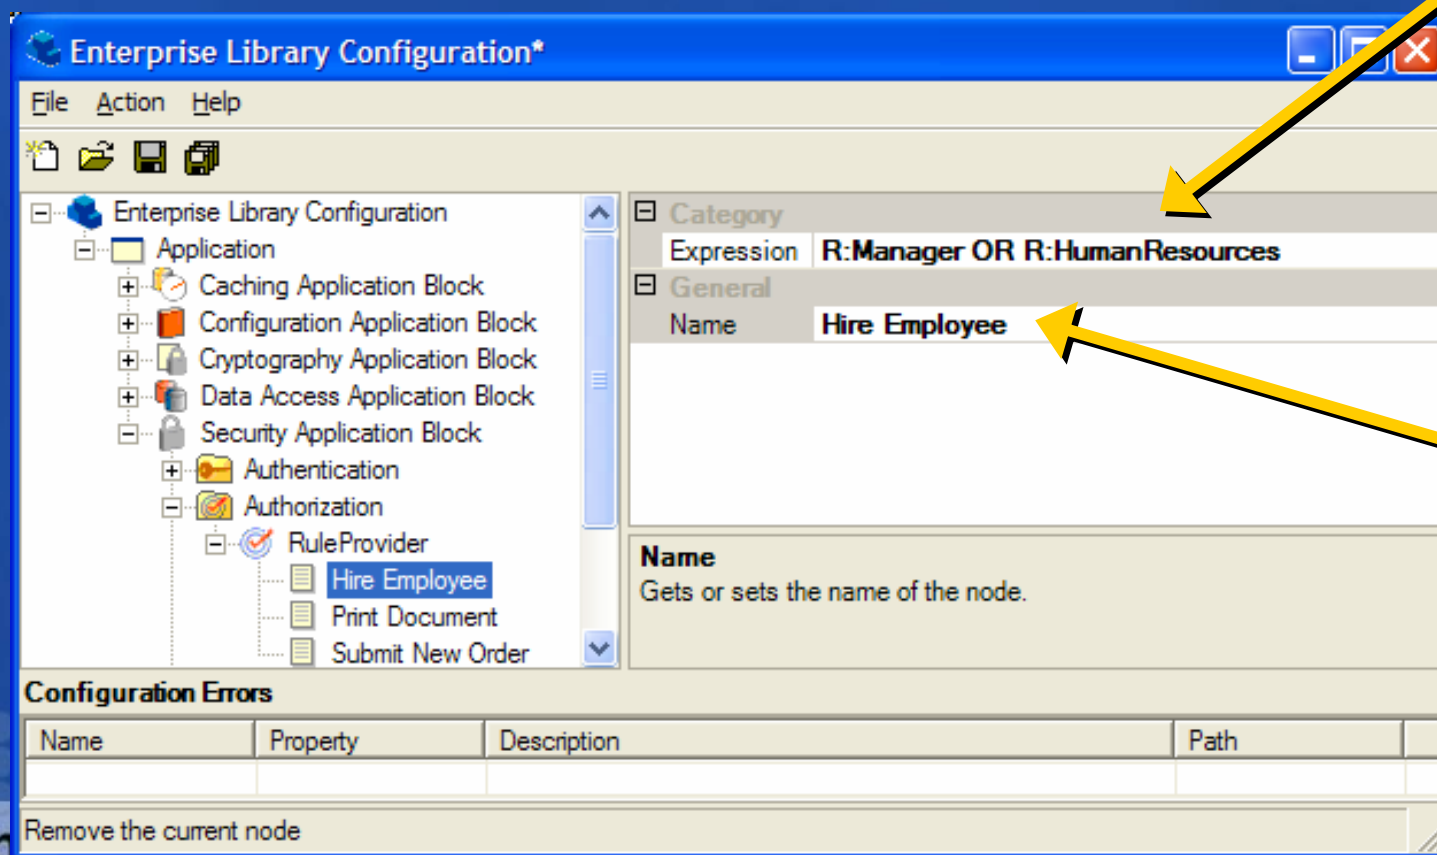 Enterprise Library Configuration*
File Action Help
Enterprise Library Configuration
Application
Caching Application Block
Configuration Application Block
Cryptography Application Block
Data Access Application Block
Security Application Block
Authentication
Authorization
RuleProvider
Hire Employee
Print Document
Submit New Order
Category
Expression R:Manager OR R:HumanResources
General
Name Hire Employee
Name
Gets or sets the name of the node.
Configuration Errors
Name Property Description Path
Remove the current node